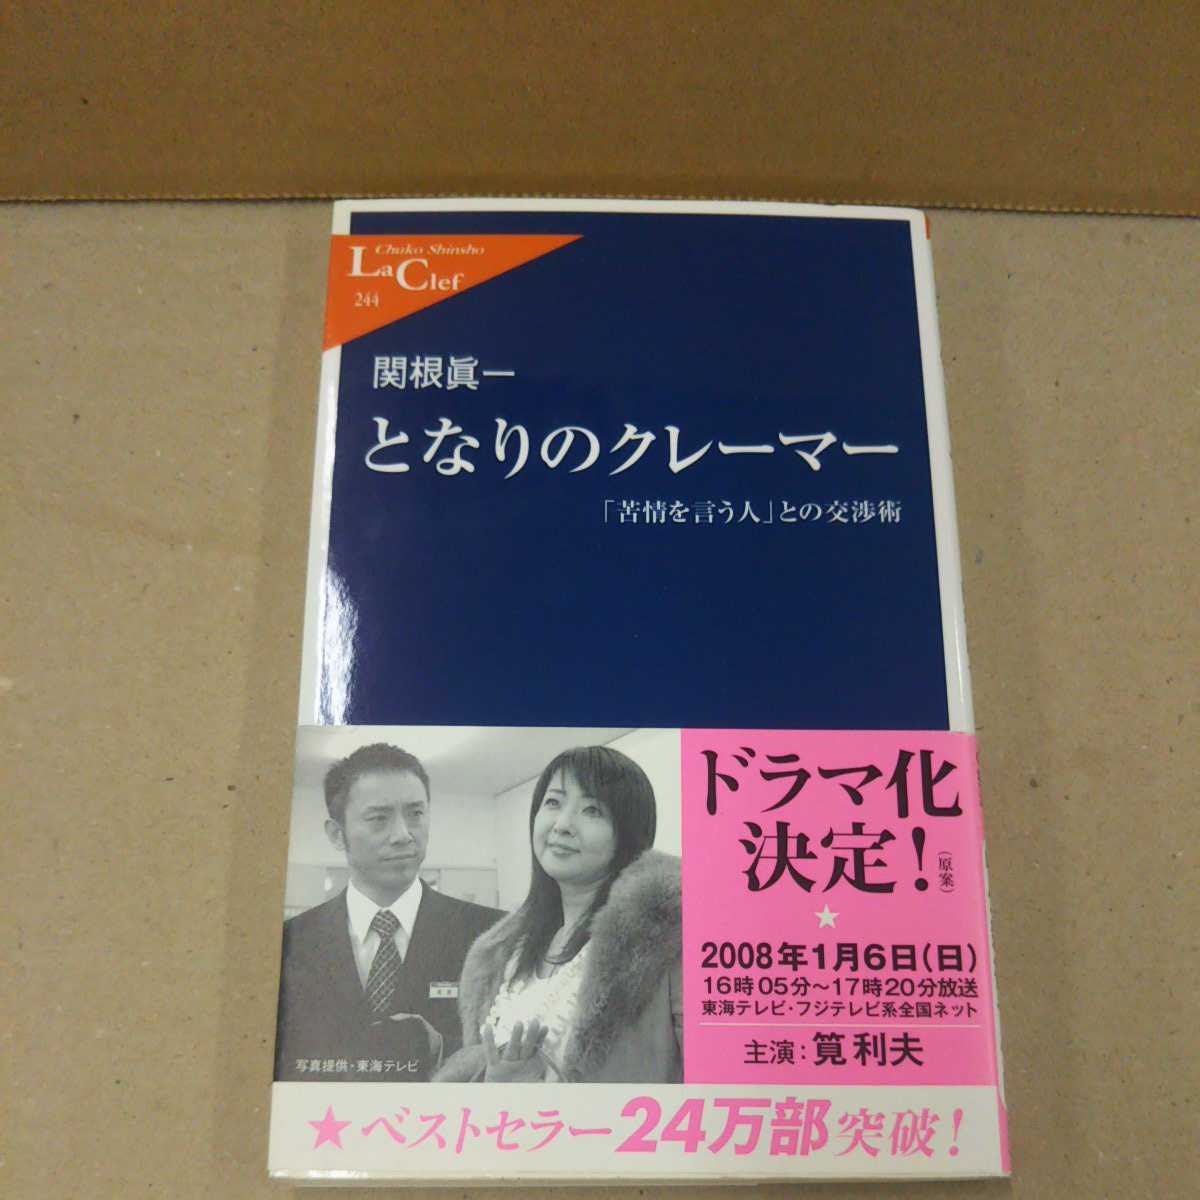 Chuko Shinsho
La Clef
244
関根眞一
となりのクレーマー
「苦情を言う人」との交渉術
ドラマ化
決定!
(原案)
★
2008年1月6日(日)
16時05分〜17時20分放送
東海テレビ・フジテレビ系全国ネット
主演:筧利夫
写真提供・東海テレビ
★ベストセラー24万部突破!